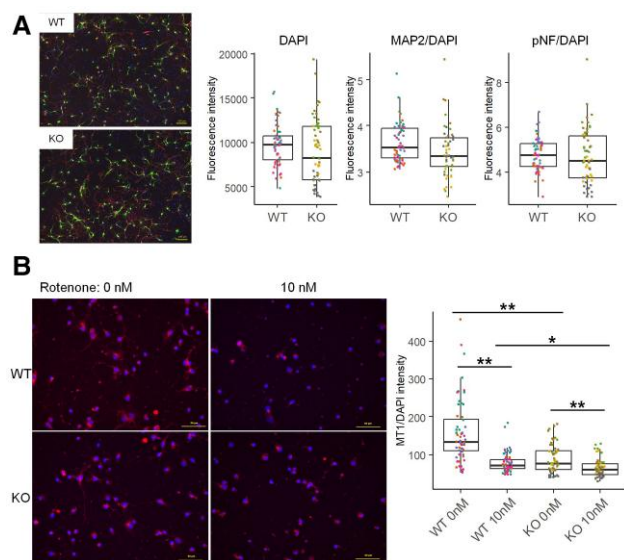 A
WT
KO
DAPI
MAP2/DAPI
pNF/DAPI
Fluorescence intensity
20000
15000
10000
5000
WT
KO
Fluorescence intensity
5
4
3
WT
KO
Fluorescence intensity
8
6
4
WT
KO
B
Rotenone: 0 nM
10 nM
WT
KO
MT1/DAPI intensity
400
300
200
100
**
*
**
**
WT 0nM
WT 10nM
KO 0nM
KO 10nM